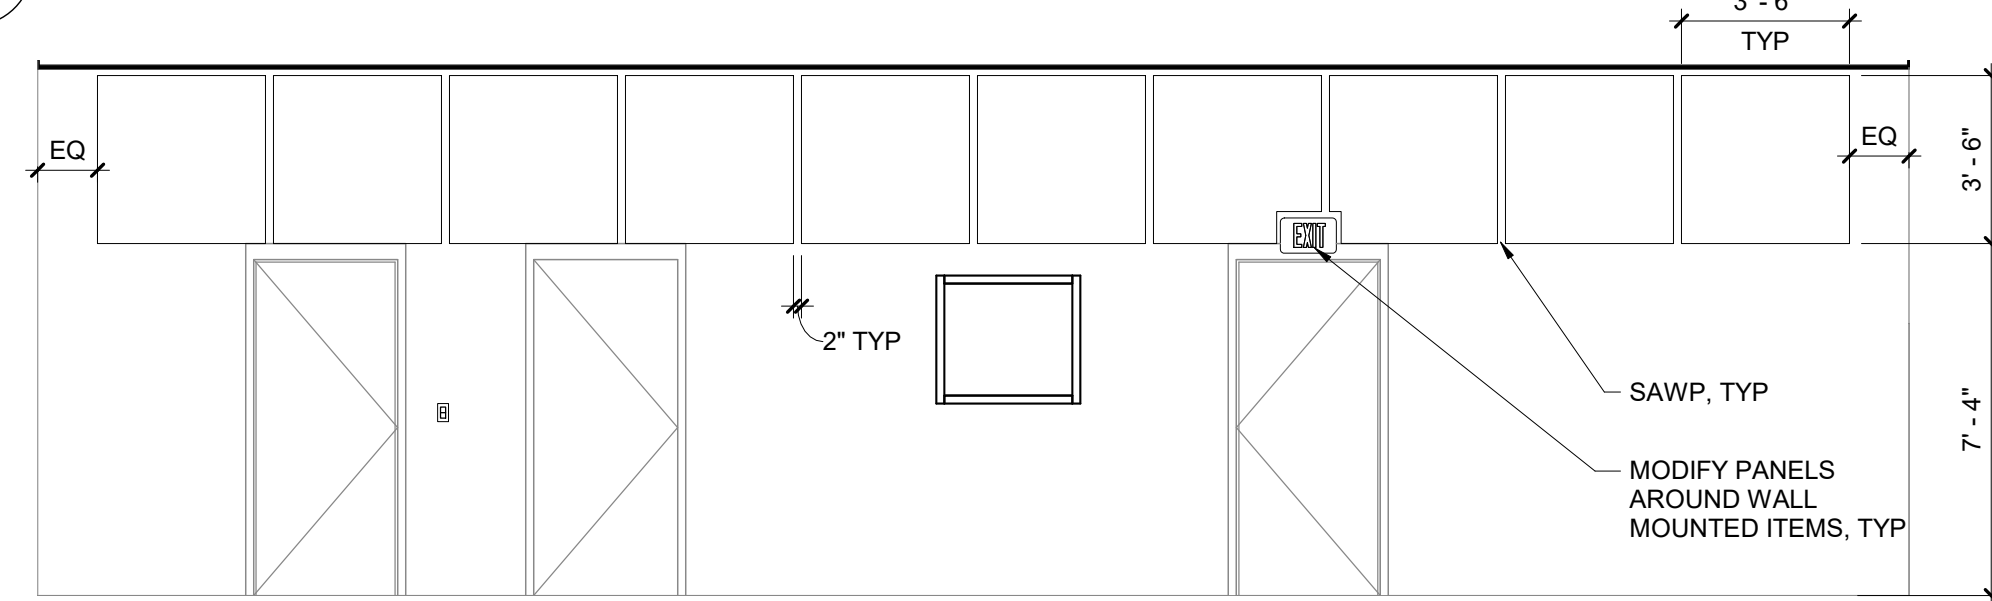 3' - 6"
TYP
EQ
EQ
3' - 6"
EXIT
2" TYP
SAWP, TYP
7' - 4"
MODIFY PANELS
AROUND WALL
MOUNTED ITEMS, TYP